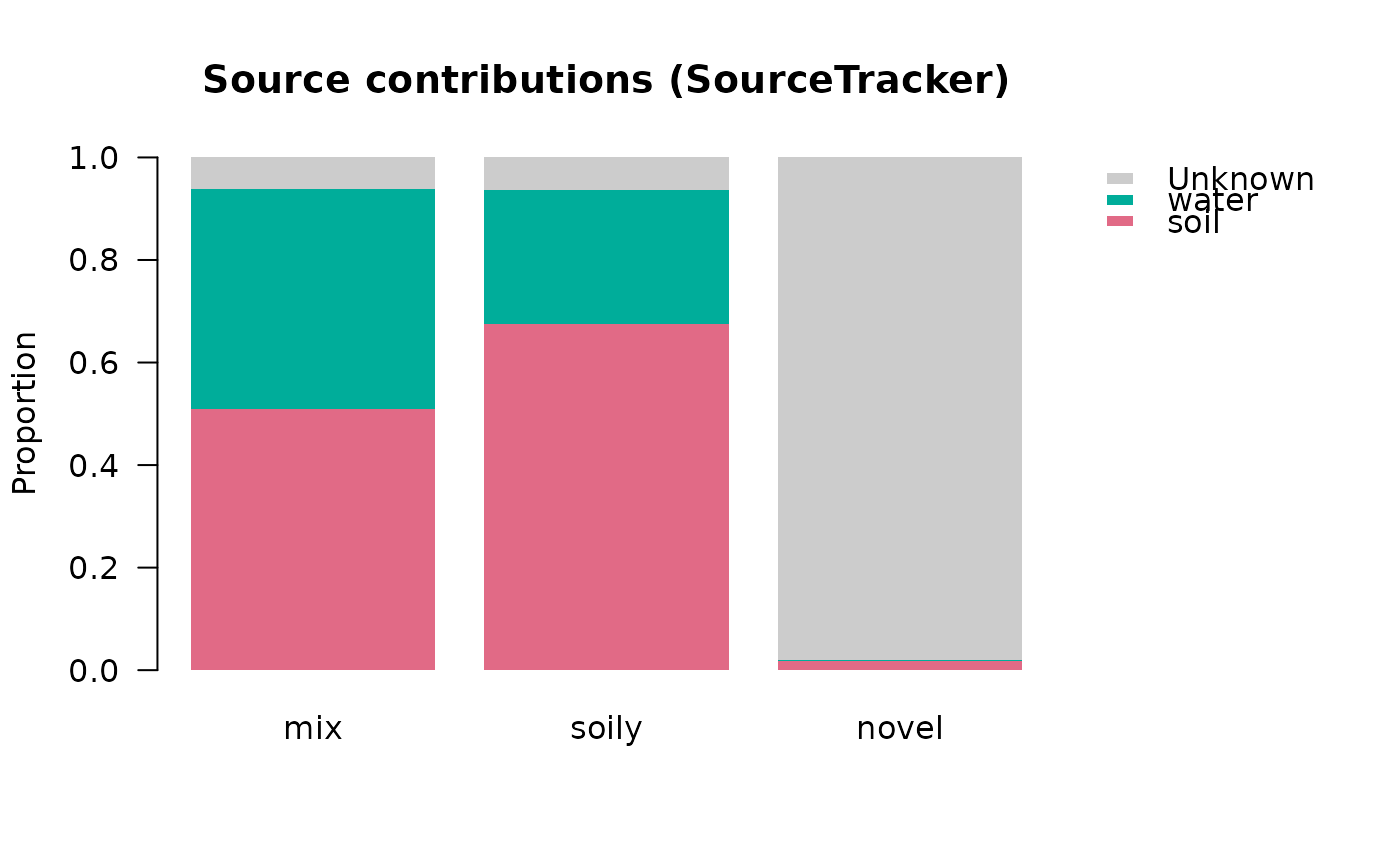 Source contributions (SourceTracker)
Proportion
1.0
0.8
0.6
0.4
0.2
0.0
mix
soily
novel
Unknown
water
soil